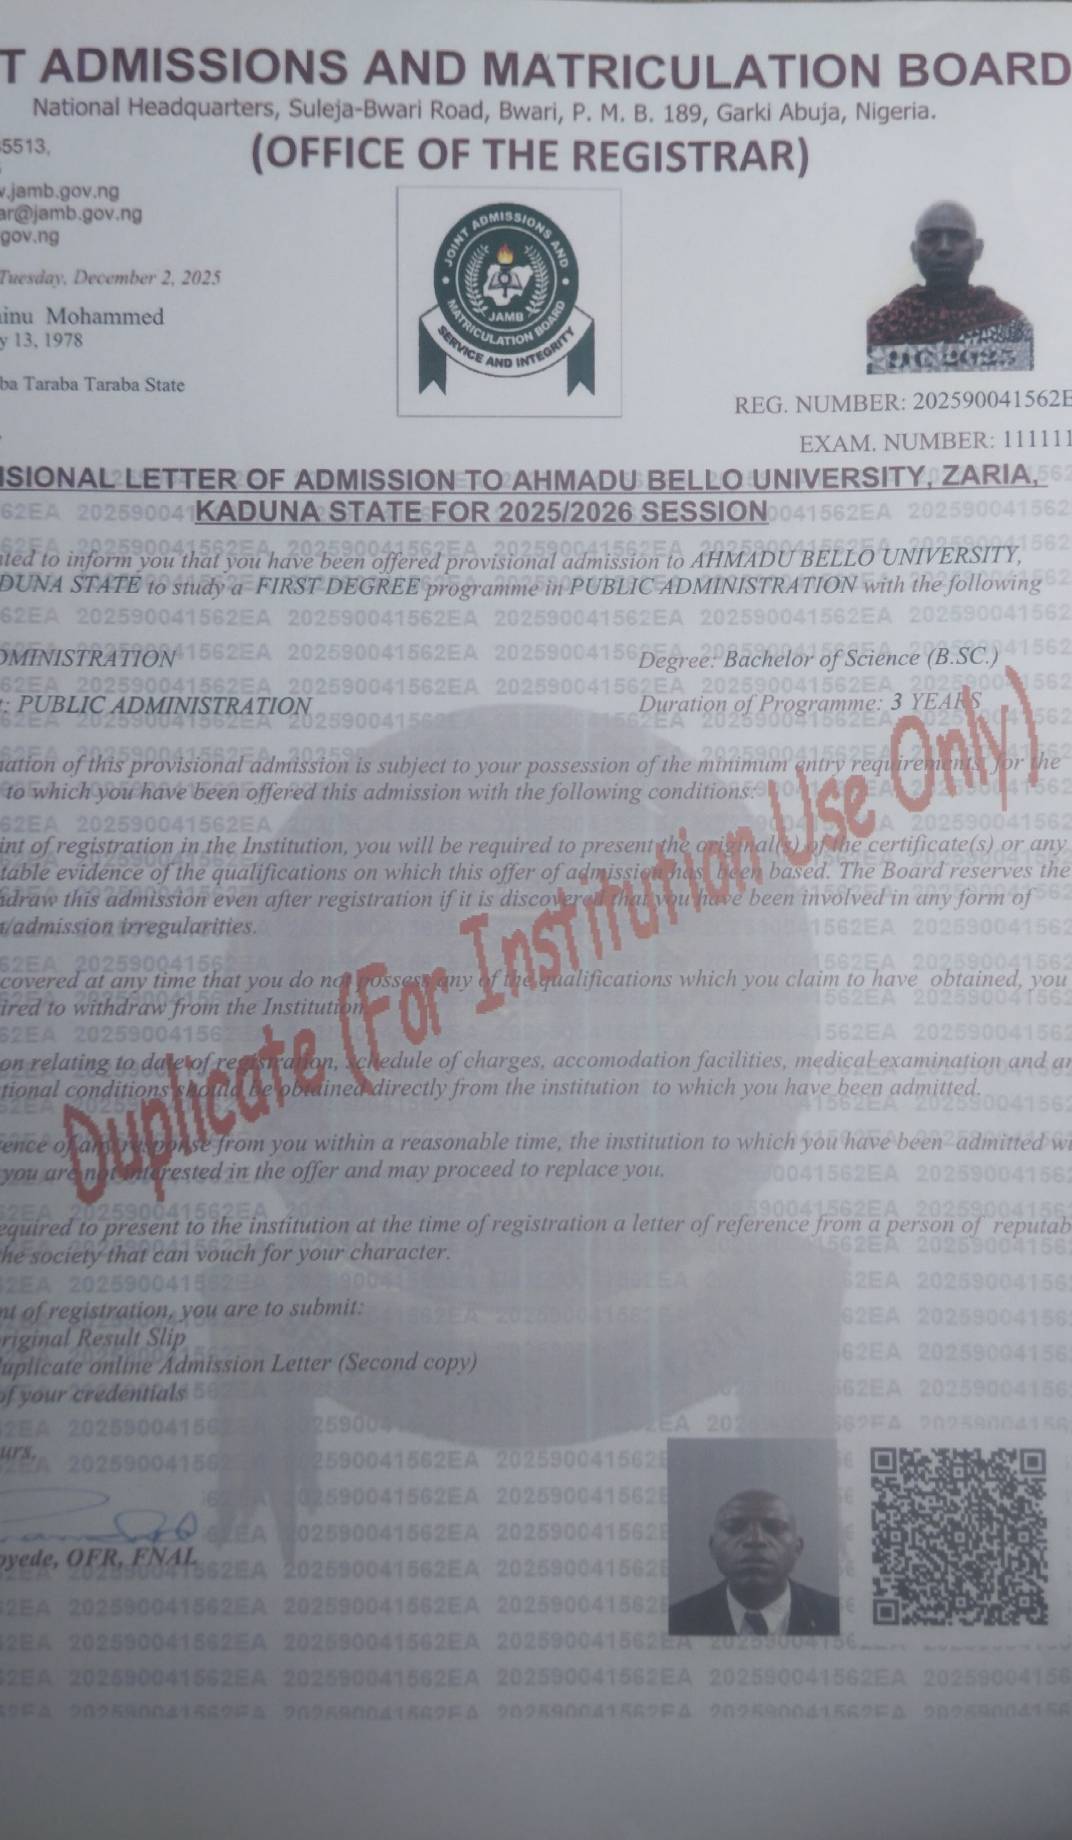 T ADMISSIONS AND MATRICULATION BOARD
National Headquarters, Suleja-Bwari Road, Bwari, P. M. B. 189, Garki Abuja, Nigeria.
5513,
(OFFICE OF THE REGISTRAR)
.jamb.gov.ng
ar@jamb.gov.ng
gov.ng
JOINT ADMISSIONS AND
MATRICULATION BOARD
JAMB
SERVICE AND INTEGRITY
Tuesday, December 2, 2025
inu Mohammed
y 13, 1978
ba Taraba Taraba State
REG. NUMBER: 202590041562E
EXAM. NUMBER: 111111
ISIONAL LETTER OF ADMISSION TO AHMADU BELLO UNIVERSITY, ZARIA,
KADUNA STATE FOR 2025/2026 SESSION
ted to inform you that you have been offered provisional admission to AHMADU BELLO UNIVERSITY,
DUNA STATE to study a FIRST DEGREE programme in PUBLIC ADMINISTRATION with the following
OMINISTRATION
Degree: Bachelor of Science (B.SC.)
: PUBLIC ADMINISTRATION
Duration of Programme: 3 YEARS
ation of this provisional admission is subject to your possession of the minimum entry requirements for the
to which you have been offered this admission with the following conditions:
int of registration in the Institution, you will be required to present the original(s) of the certificate(s) or any
table evidence of the qualifications on which this offer of admission has been based. The Board reserves the
draw this admission even after registration if it is discovered that you have been involved in any form of
/admission irregularities.
covered at any time that you do not possess any of the qualifications which you claim to have obtained, you
ired to withdraw from the Institution
on relating to date of registration, schedule of charges, accomodation facilities, medical examination and an
tional conditions should be obtained directly from the institution to which you have been admitted.
ence of any response from you within a reasonable time, the institution to which you have been admitted wi
you are not interested in the offer and may proceed to replace you.
equired to present to the institution at the time of registration a letter of reference from a person of reputab
he society that can vouch for your character.
nt of registration, you are to submit:
riginal Result Slip
uplicate online Admission Letter (Second copy)
of your credentials
urs,
oyede, OFR, FNAL
Duplicate (For Institution Use Only)